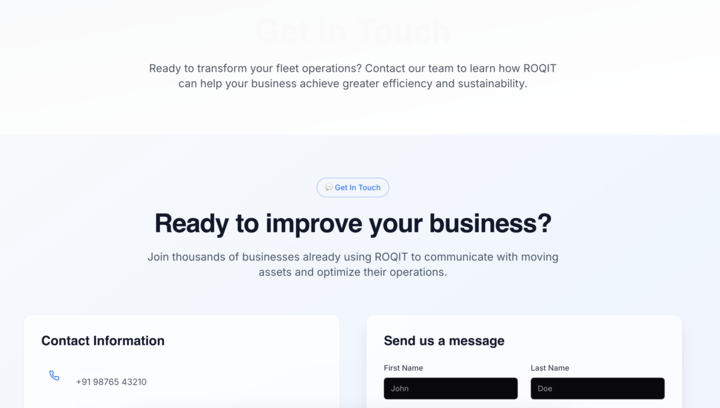 Get In Touch
Ready to transform your fleet operations? Contact our team to learn how ROQIT
can help your business achieve greater efficiency and sustainability.
Get In Touch
Ready to improve your business?
Join thousands of businesses already using ROQIT to communicate with moving
assets and optimize their operations.
Contact Information
+91 98765 43210
Send us a message
First Name
Last Name
John
Doe